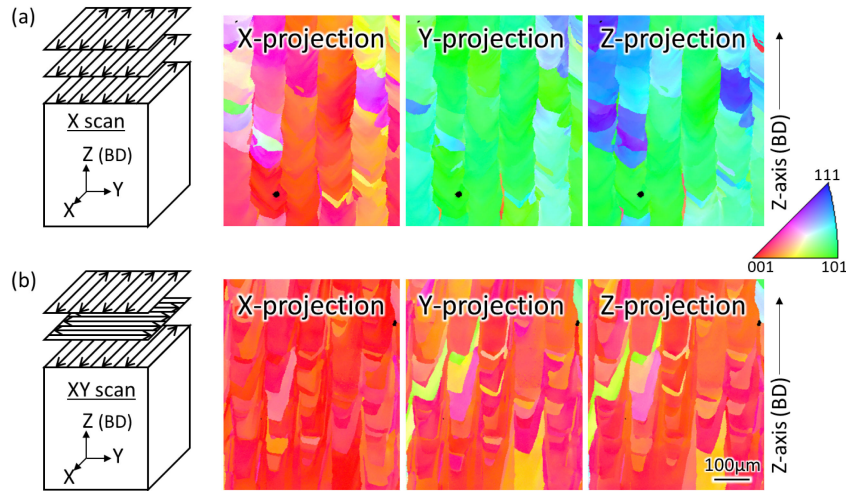 (a)
X scan
Z (BD)
Y
X
X-projection
Y-projection
Z-projection
Z-axis (BD)
111
001
101
(b)
XY scan
Z (BD)
Y
X
X-projection
Y-projection
Z-projection
100μm
Z-axis (BD)